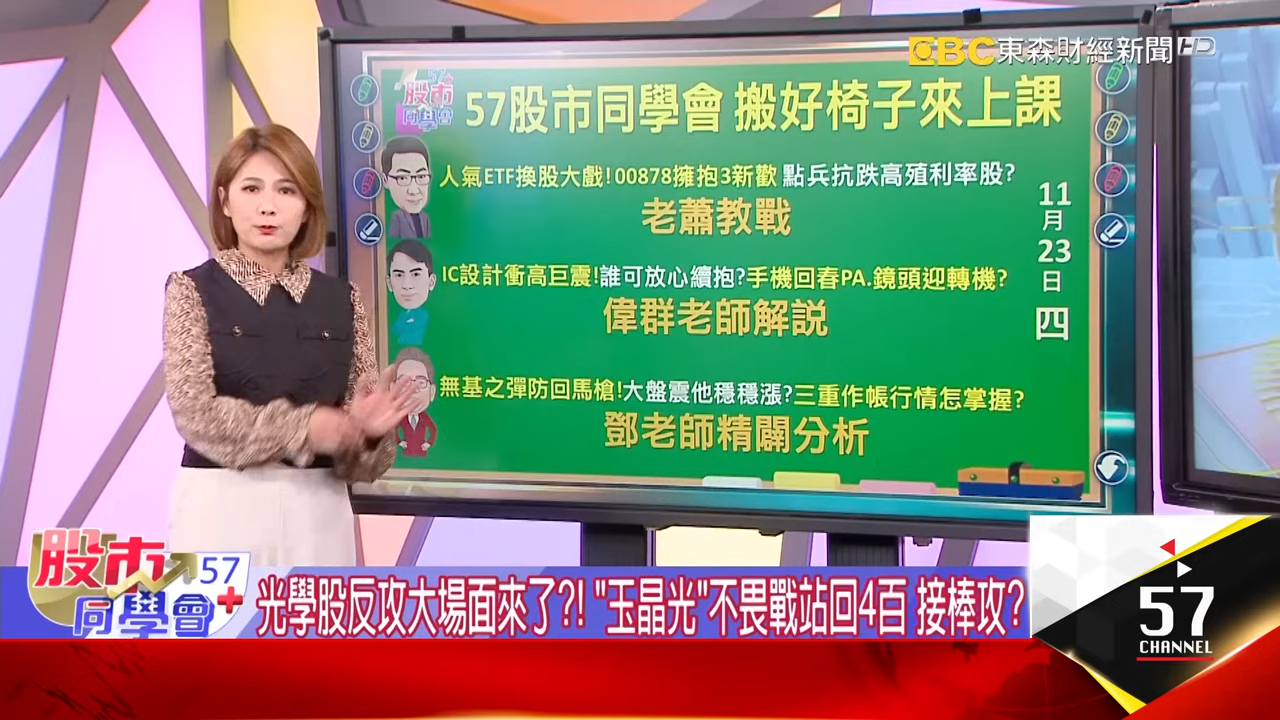 EBC 東森財經新聞 HD
57+
股市
同學會
57股市同學會 搬好椅子來上課
人氣ETF換股大戲!00878擁抱3新歡 點兵抗跌高殖利率股?
老蕭教戰
IC設計衝高巨震!誰可放心續抱?手機回春PA.鏡頭迎轉機?
偉群老師解說
無基之彈防回馬槍!大盤震他穩穩漲?三重作帳行情怎掌握?
鄧老師精闢分析
11
月
23
日
四
股市
57
同學會+
光學股反攻大場面來了?! "玉晶光"不畏戰站回4百 接棒攻?
57
CHANNEL